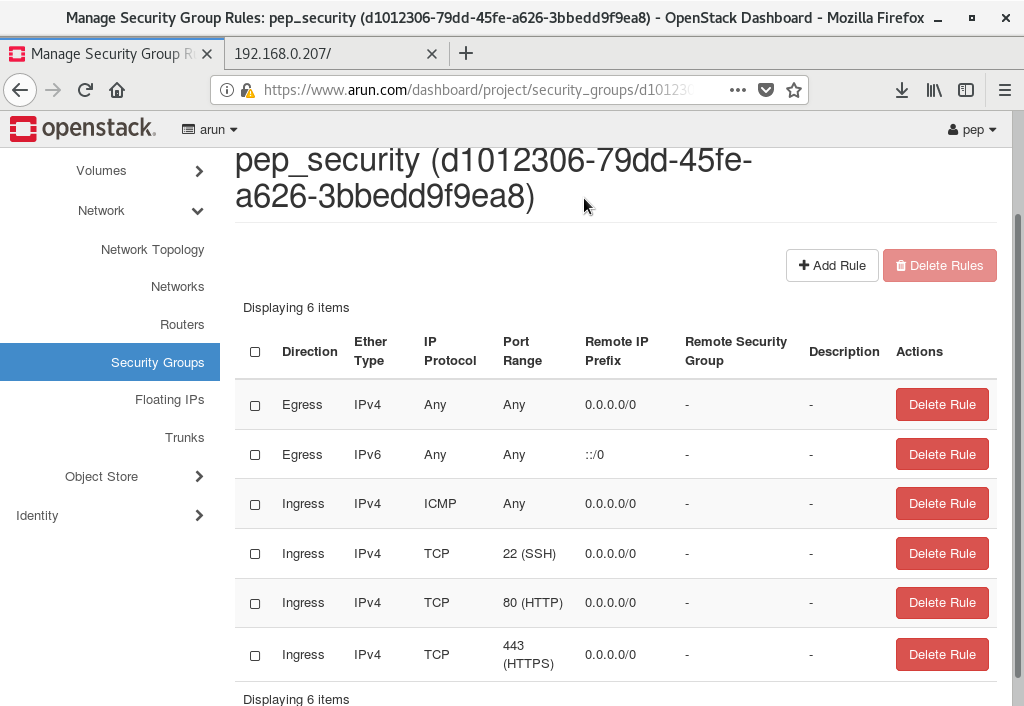 Manage Security Group Rules: pep_security (d1012306-79dd-45fe-a626-3bbedd9f9ea8) - OpenStack Dashboard - Mozilla Firefox
Manage Security Group R
192.168.0.207/
https://www.arun.com/dashboard/project/security_groups/d10123
openstack.
arun
pep
Volumes
Network
Network Topology
Networks
Routers
Security Groups
Floating IPs
Trunks
Object Store
Identity
pep_security (d1012306-79dd-45fe-
a626-3bbedd9f9ea8)
Add Rule
Delete Rules
Displaying 6 items
Direction Ether Type IP Protocol Port Range Remote IP Prefix Remote Security Group Description Actions
Egress IPv4 Any Any 0.0.0.0/0 - - Delete Rule
Egress IPv6 Any Any ::/0 - - Delete Rule
Ingress IPv4 ICMP Any 0.0.0.0/0 - - Delete Rule
Ingress IPv4 TCP 22 (SSH) 0.0.0.0/0 - - Delete Rule
Ingress IPv4 TCP 80 (HTTP) 0.0.0.0/0 - - Delete Rule
Ingress IPv4 TCP 443 (HTTPS) 0.0.0.0/0 - - Delete Rule
Displaying 6 items